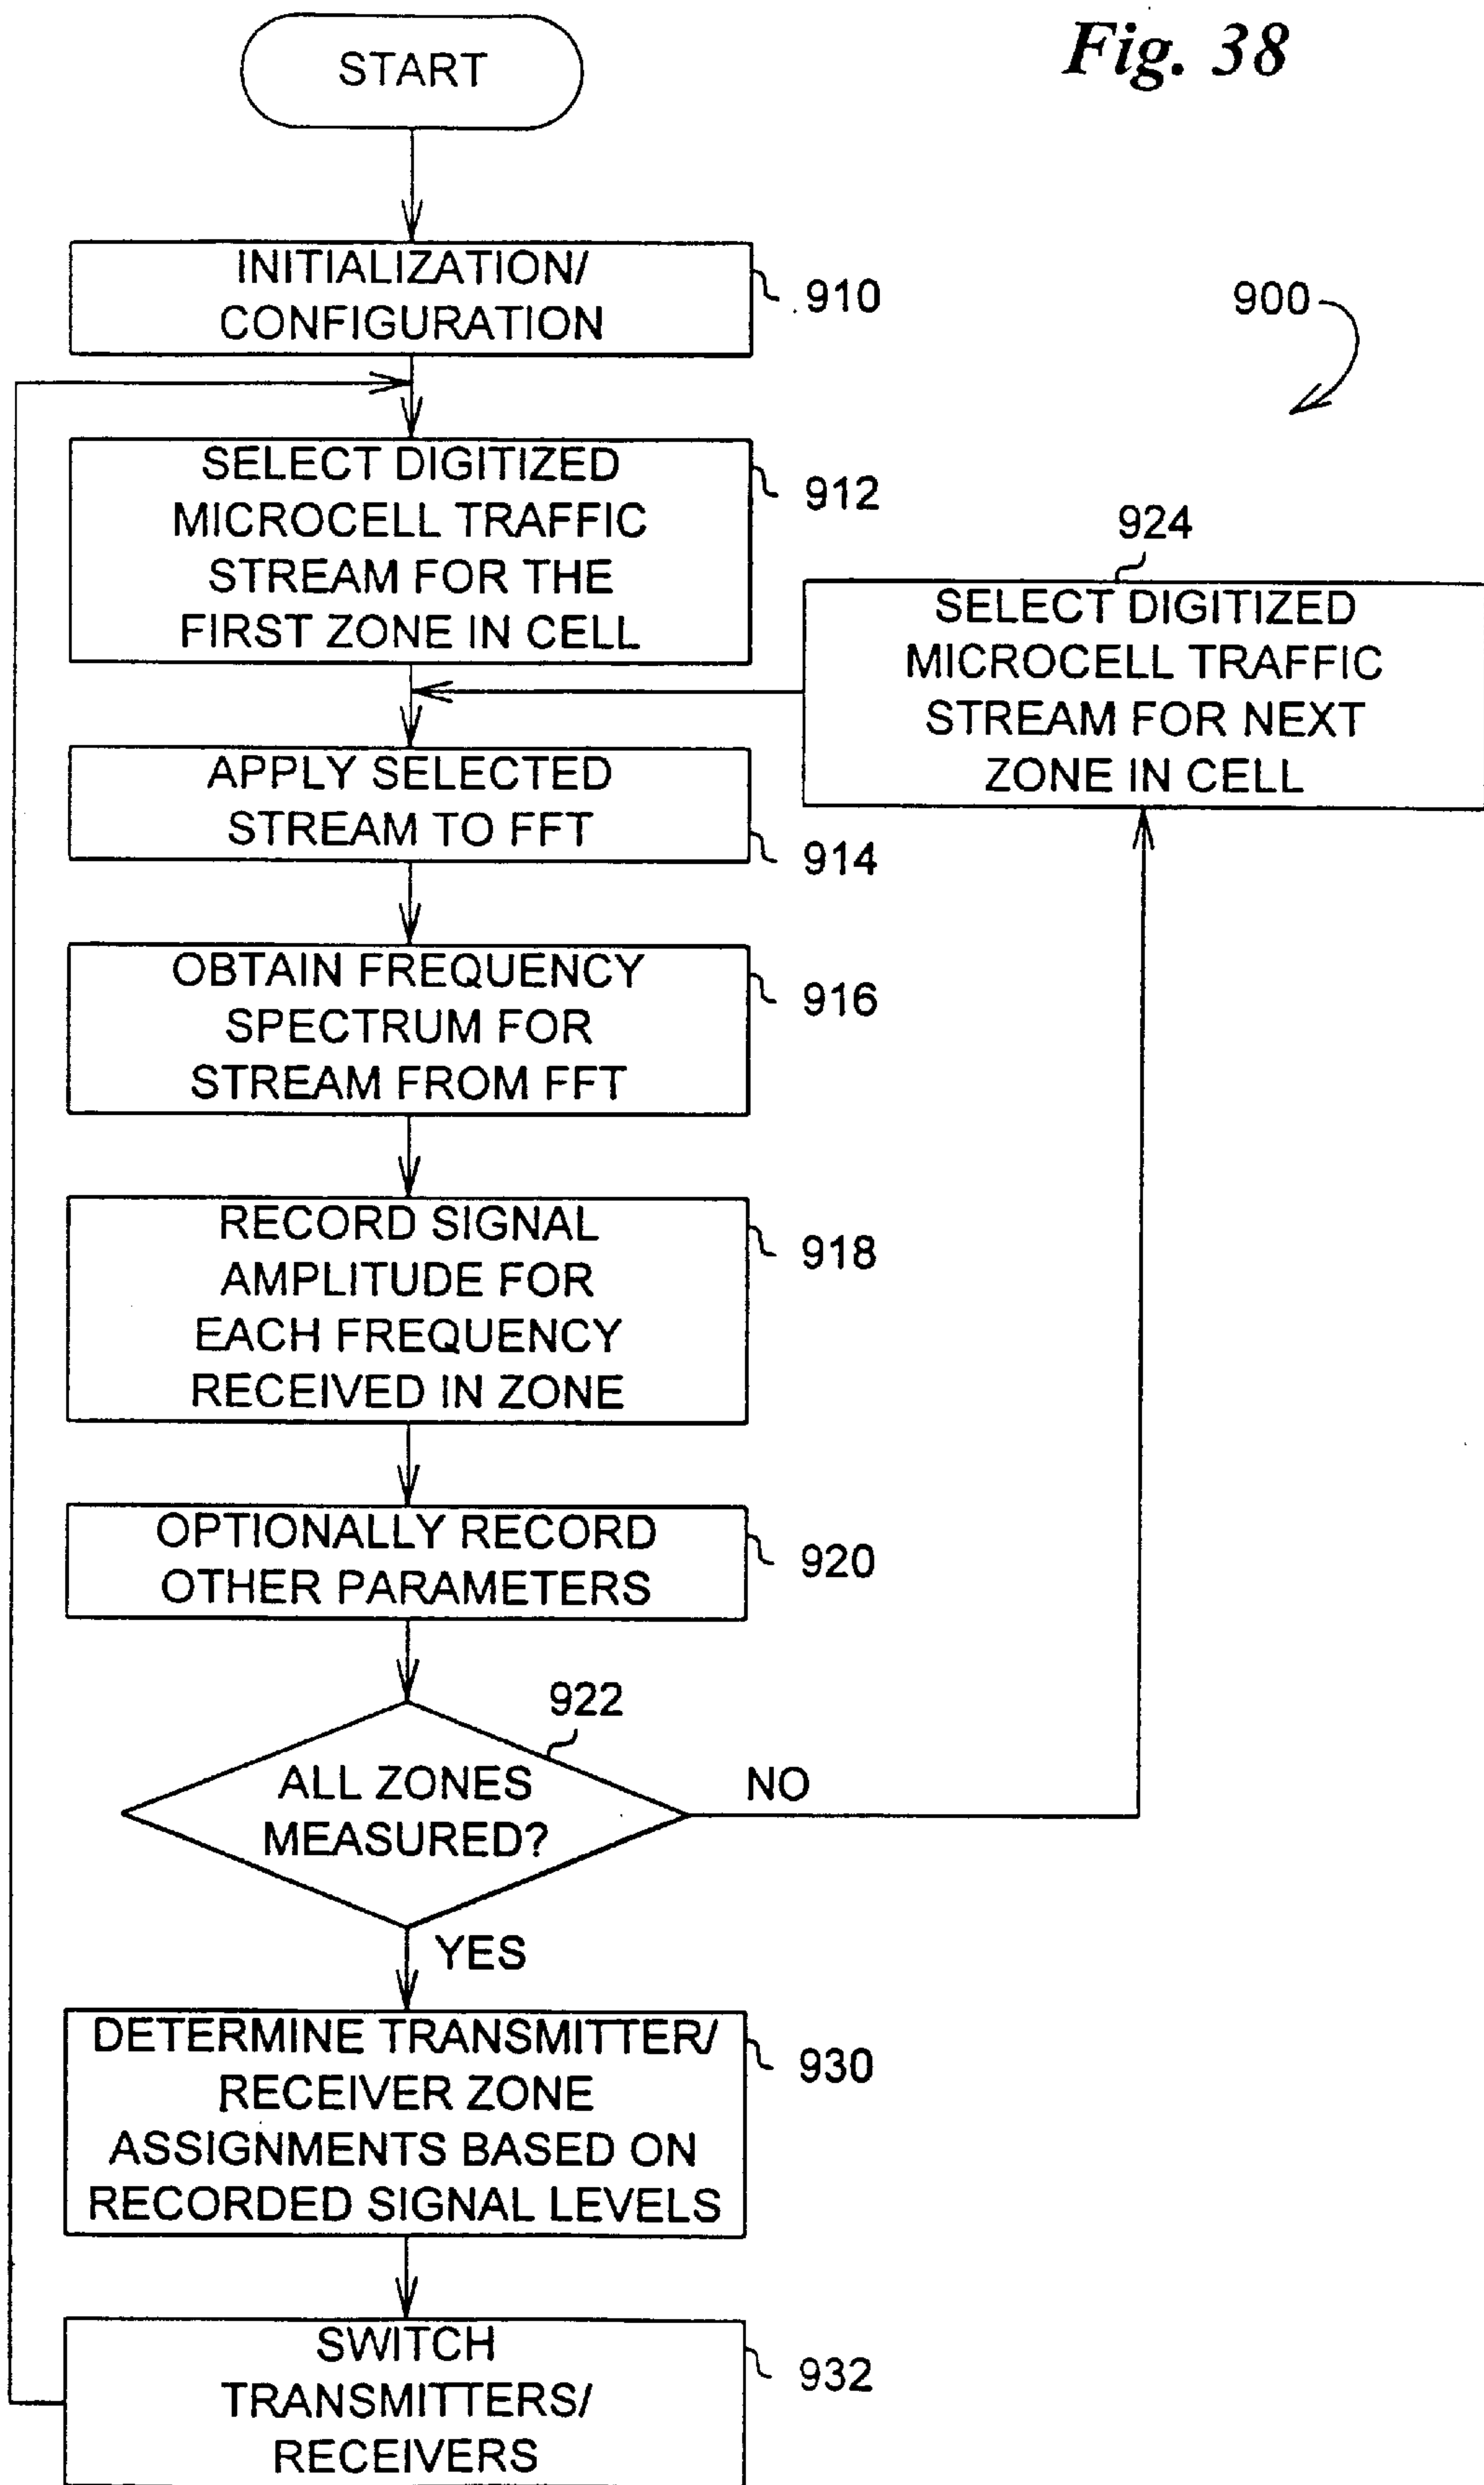 Fig. 38
START
INITIALIZATION/
CONFIGURATION
910
900
SELECT DIGITIZED
MICROCELL TRAFFIC
STREAM FOR THE
FIRST ZONE IN CELL
912
924
SELECT DIGITIZED
MICROCELL TRAFFIC
STREAM FOR NEXT
ZONE IN CELL
APPLY SELECTED
STREAM TO FFT
914
OBTAIN FREQUENCY
SPECTRUM FOR
STREAM FROM FFT
916
RECORD SIGNAL
AMPLITUDE FOR
EACH FREQUENCY
RECEIVED IN ZONE
918
OPTIONALLY RECORD
OTHER PARAMETERS
920
922
ALL ZONES
MEASURED?
NO
YES
DETERMINE TRANSMITTER/
RECEIVER ZONE
ASSIGNMENTS BASED ON
RECORDED SIGNAL LEVELS
930
SWITCH
TRANSMITTERS/
RECEIVERS
932